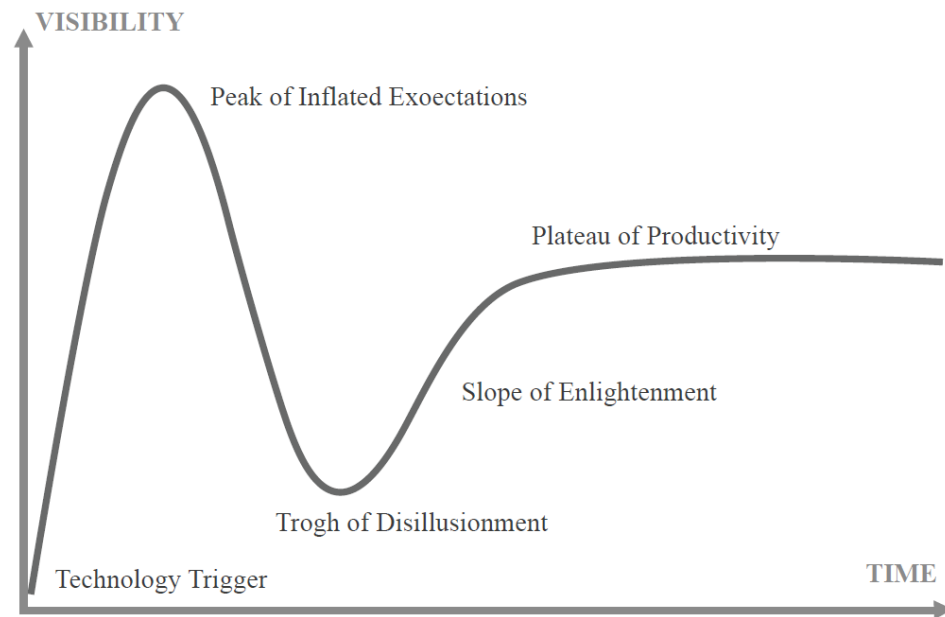 VISIBILITY
Peak of Inflated Exoectations
Plateau of Productivity
Slope of Enlightenment
Trogh of Disillusionment
Technology Trigger
TIME